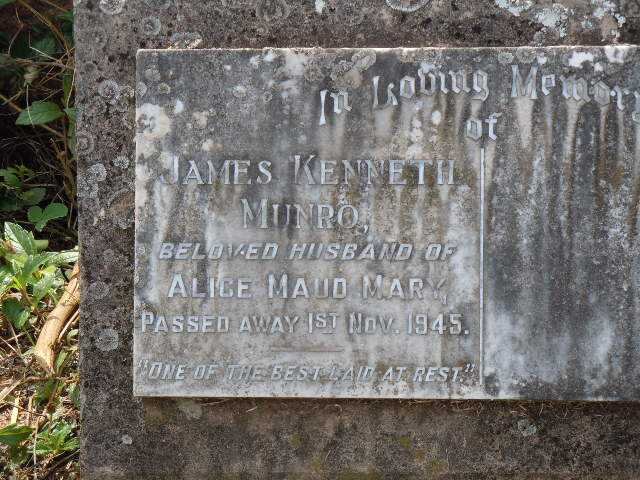 In Loving Memory
of
JAMES KENNETH
MUNRO,
BELOVED HUSBAND OF
ALICE MAUD MARY,
PASSED AWAY 1ST NOV. 1945.
"ONE OF THE BEST LAID AT REST."